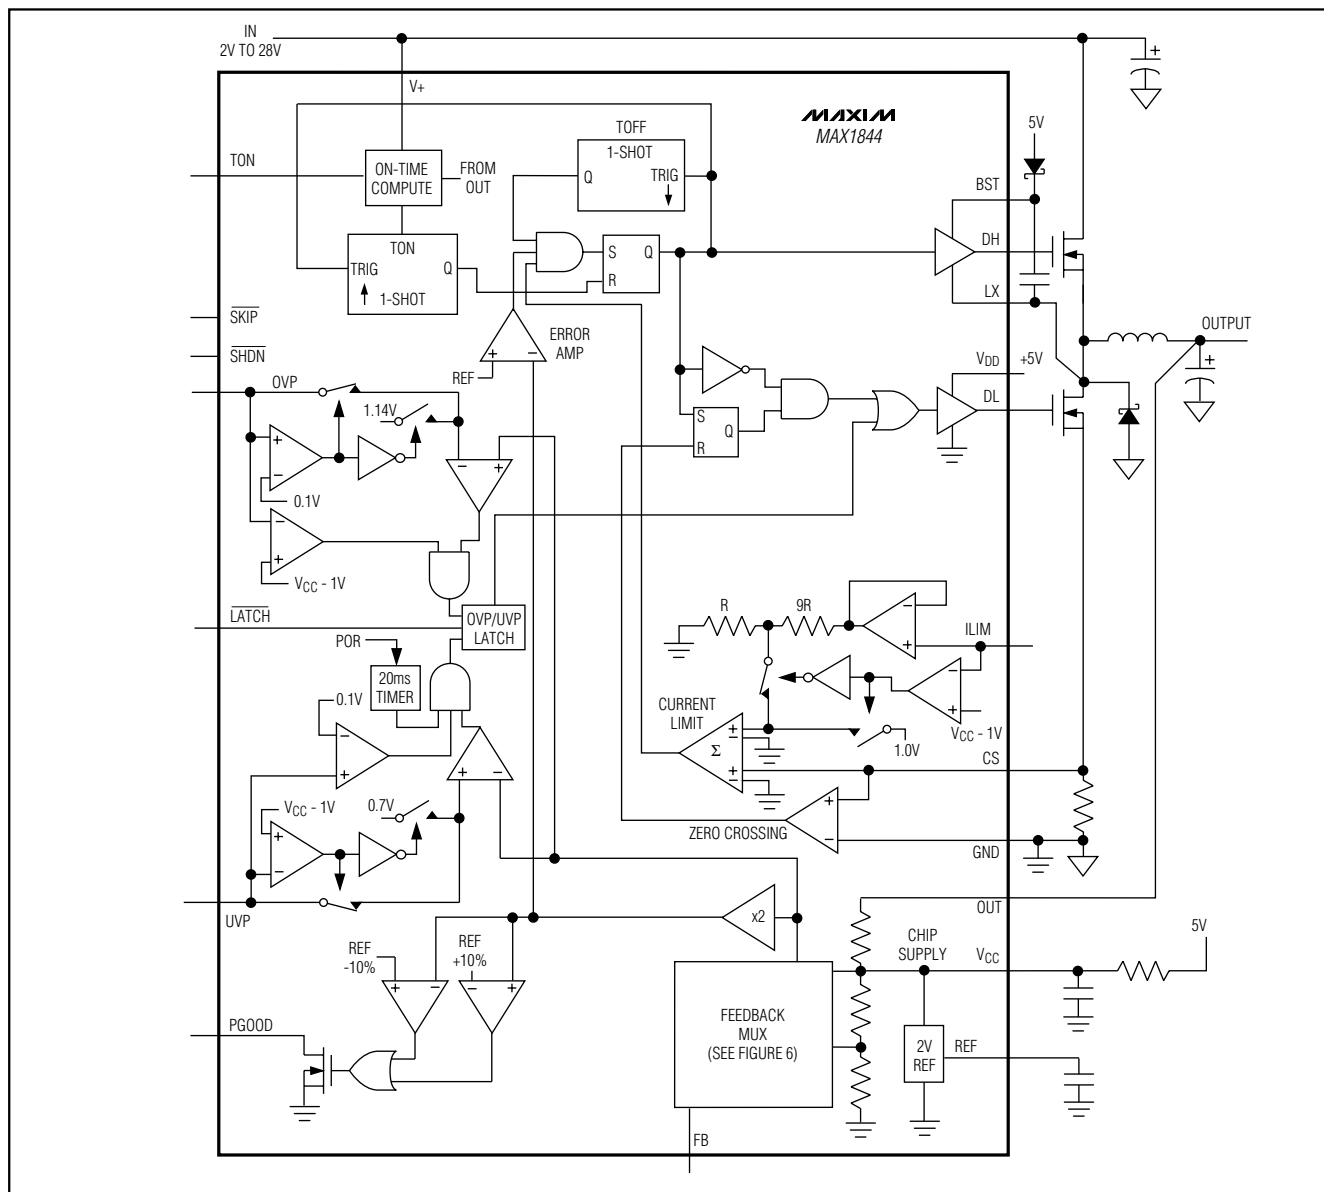 IN
2V TO 28V
V+
MAXIM
MAX1844
TOFF
1-SHOT
Q
TRIG
5V
TON
ON-TIME
COMPUTE
FROM
OUT
BST
TON
TRIG
Q
1-SHOT
S
Q
R
DH
LX
SKIP
SHDN
ERROR
AMP
+
−
REF
OUTPUT
+
+
VDD
+5V
DL
OVP
1.14V
S
Q
R
+
−
0.1V
−
+
−
+
VCC - 1V
LATCH
OVP/UVP
LATCH
POR
20ms
TIMER
R
9R
−
+
ILIM
−
+
VCC - 1V
0.1V
−
+
CURRENT
LIMIT
+
−
Σ
+
−
1.0V
CS
+
−
VCC - 1V
0.7V
+
−
ZERO CROSSING
+
−
GND
UVP
OUT
x2
REF
-10%
REF
+10%
+
−
−
+
CHIP
SUPPLY
VCC
5V
PGOOD
FEEDBACK
MUX
(SEE FIGURE 6)
2V
REF
REF
FB